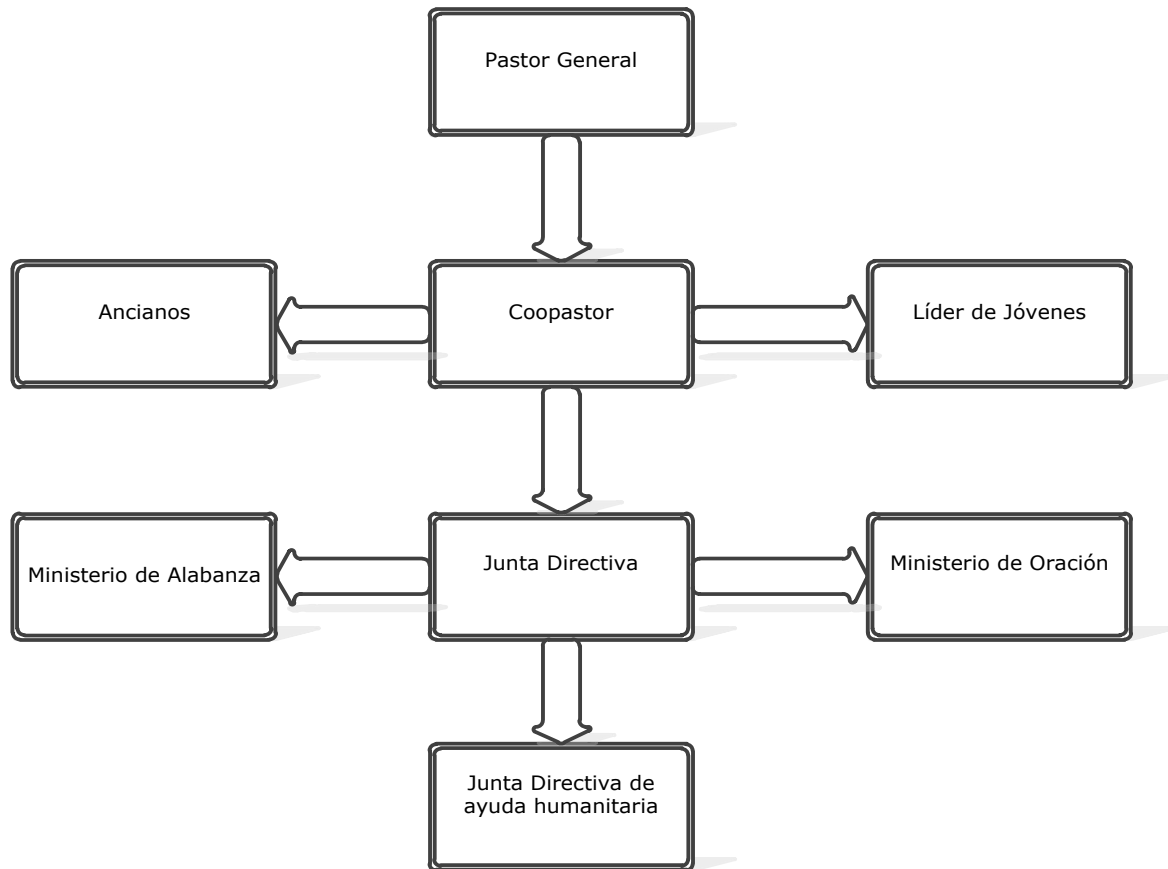 Pastor General
Ancianos
Coopastor
Líder de Jóvenes
Ministerio de Alabanza
Junta Directiva
Ministerio de Oración
Junta Directiva de
ayuda humanitaria